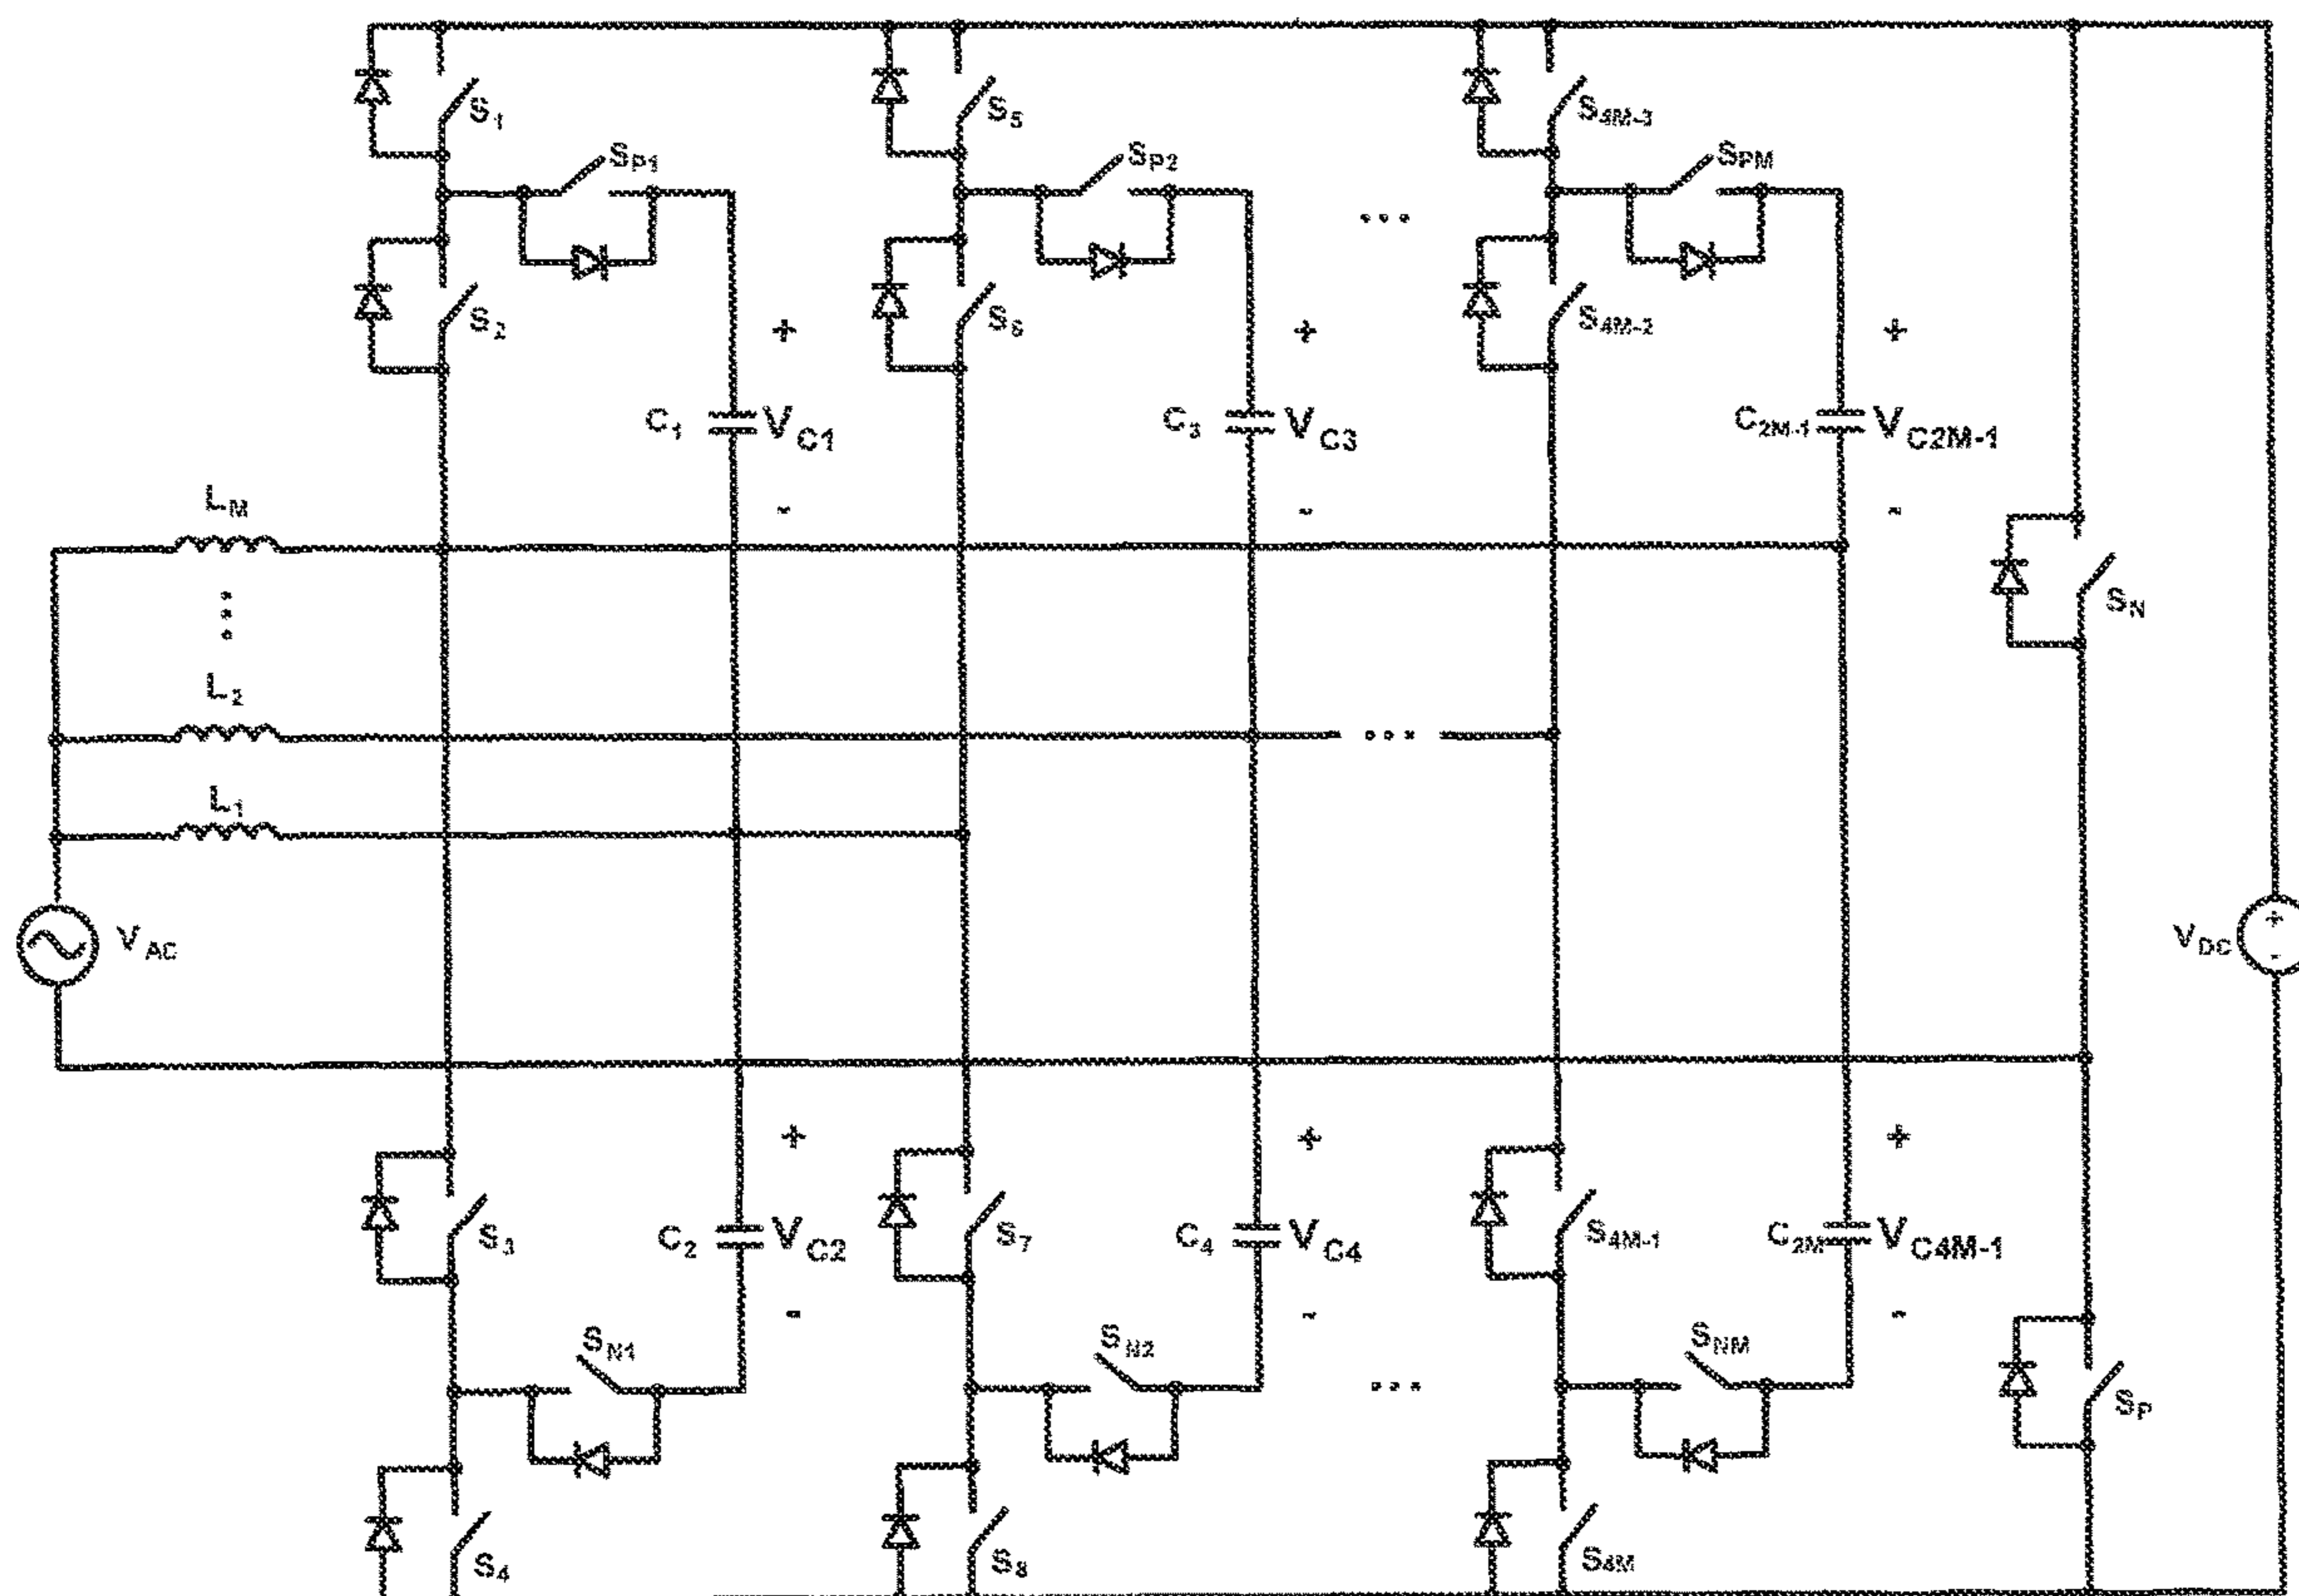 S1
S5
S4M-3
SP1
SP2
SPM
...
S2
S6
S4M-2
+
+
+
C1
VC1
C3
VC3
C2M-1
VC2M-1
-
-
-
LM
SN
...
L2
...
L1
VAC
VDC
+
-
+
+
+
S3
C2
VC2
S7
C4
VC4
S4M-1
C2M
VC4M-1
-
-
-
SN1
SN2
SNM
...
SP
S4
S8
S4M